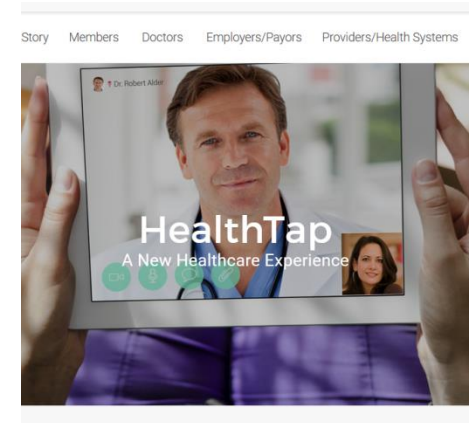 Story Members Doctors Employers/Payors Providers/Health Systems
Dr. Robert Alder
HealthTap
A New Healthcare Experience